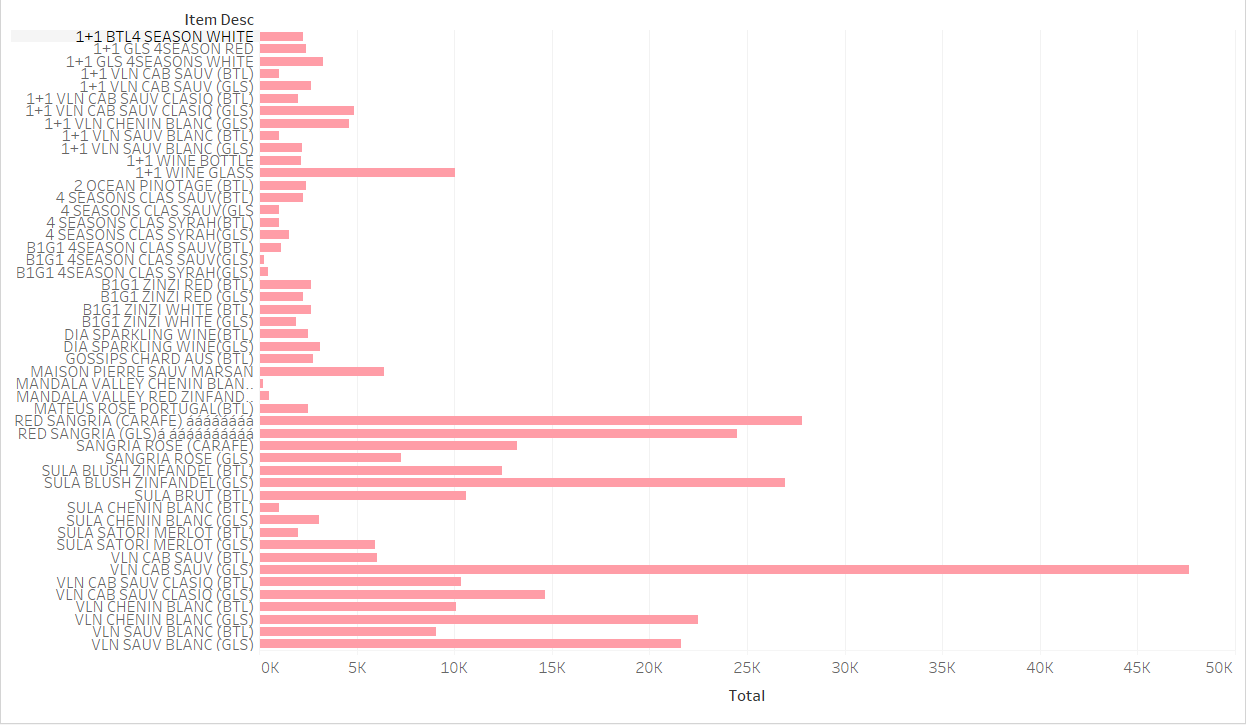 Item Desc
1+1 BTL4 SEASON WHITE
1+1 GLS 4SEASON RED
1+1 GLS 4SEASONS WHITE
1+1 VLN CAB SAUV (BTL)
1+1 VLN CAB SAUV (GLS)
1+1 VLN CAB SAUV CLASIQ (BTL)
1+1 VLN CAB SAUV CLASIQ (GLS)
1+1 VLN CHENIN BLANC (GLS)
1+1 VLN SAUV BLANC (BTL)
1+1 VLN SAUV BLANC (GLS)
1+1 WINE BOTTLE
1+1 WINE GLASS
2 OCEAN PINOTAGE (BTL)
4 SEASONS CLAS SAUV(BTL)
4 SEASONS CLAS SAUV(GLS
4 SEASONS CLAS SYRAH(BTL)
4 SEASONS CLAS SYRAH(GLS)
B1G1 4SEASON CLAS SAUV(BTL)
B1G1 4SEASON CLAS SAUV(GLS)
B1G1 4SEASON CLAS SYRAH(GLS)
B1G1 ZINZI RED (BTL)
B1G1 ZINZI RED (GLS)
B1G1 ZINZI WHITE (BTL)
B1G1 ZINZI WHITE (GLS)
DIA SPARKLING WINE(BTL)
DIA SPARKLING WINE(GLS)
GOSSIPS CHARD AUS (BTL)
MAISON PIERRE SAUV MARSAN
MANDALA VALLEY CHENIN BLAN..
MANDALA VALLEY RED ZINFAND..
MATEUS ROSE PORTUGAL(BTL)
RED SANGRIA (CARAFE) áááááááá
RED SANGRIA (GLS)á áááááááááá
SANGRIA ROSE (CARAFE)
SANGRIA ROSE (GLS)
SULA BLUSH ZINFANDEL (BTL)
SULA BLUSH ZINFANDEL(GLS)
SULA BRUT (BTL)
SULA CHENIN BLANC (BTL)
SULA CHENIN BLANC (GLS)
SULA SATORI MERLOT (BTL)
SULA SATORI MERLOT (GLS)
VLN CAB SAUV (BTL)
VLN CAB SAUV (GLS)
VLN CAB SAUV CLASIQ (BTL)
VLN CAB SAUV CLASIQ (GLS)
VLN CHENIN BLANC (BTL)
VLN CHENIN BLANC (GLS)
VLN SAUV BLANC (BTL)
VLN SAUV BLANC (GLS)
0K 5K 10K 15K 20K 25K 30K 35K 40K 45K 50K
Total